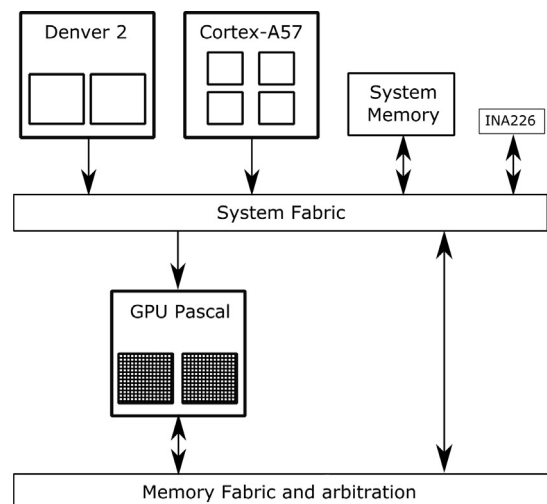 Denver 2
Cortex-A57
System
Memory
INA226
System Fabric
GPU Pascal
Memory Fabric and arbitration